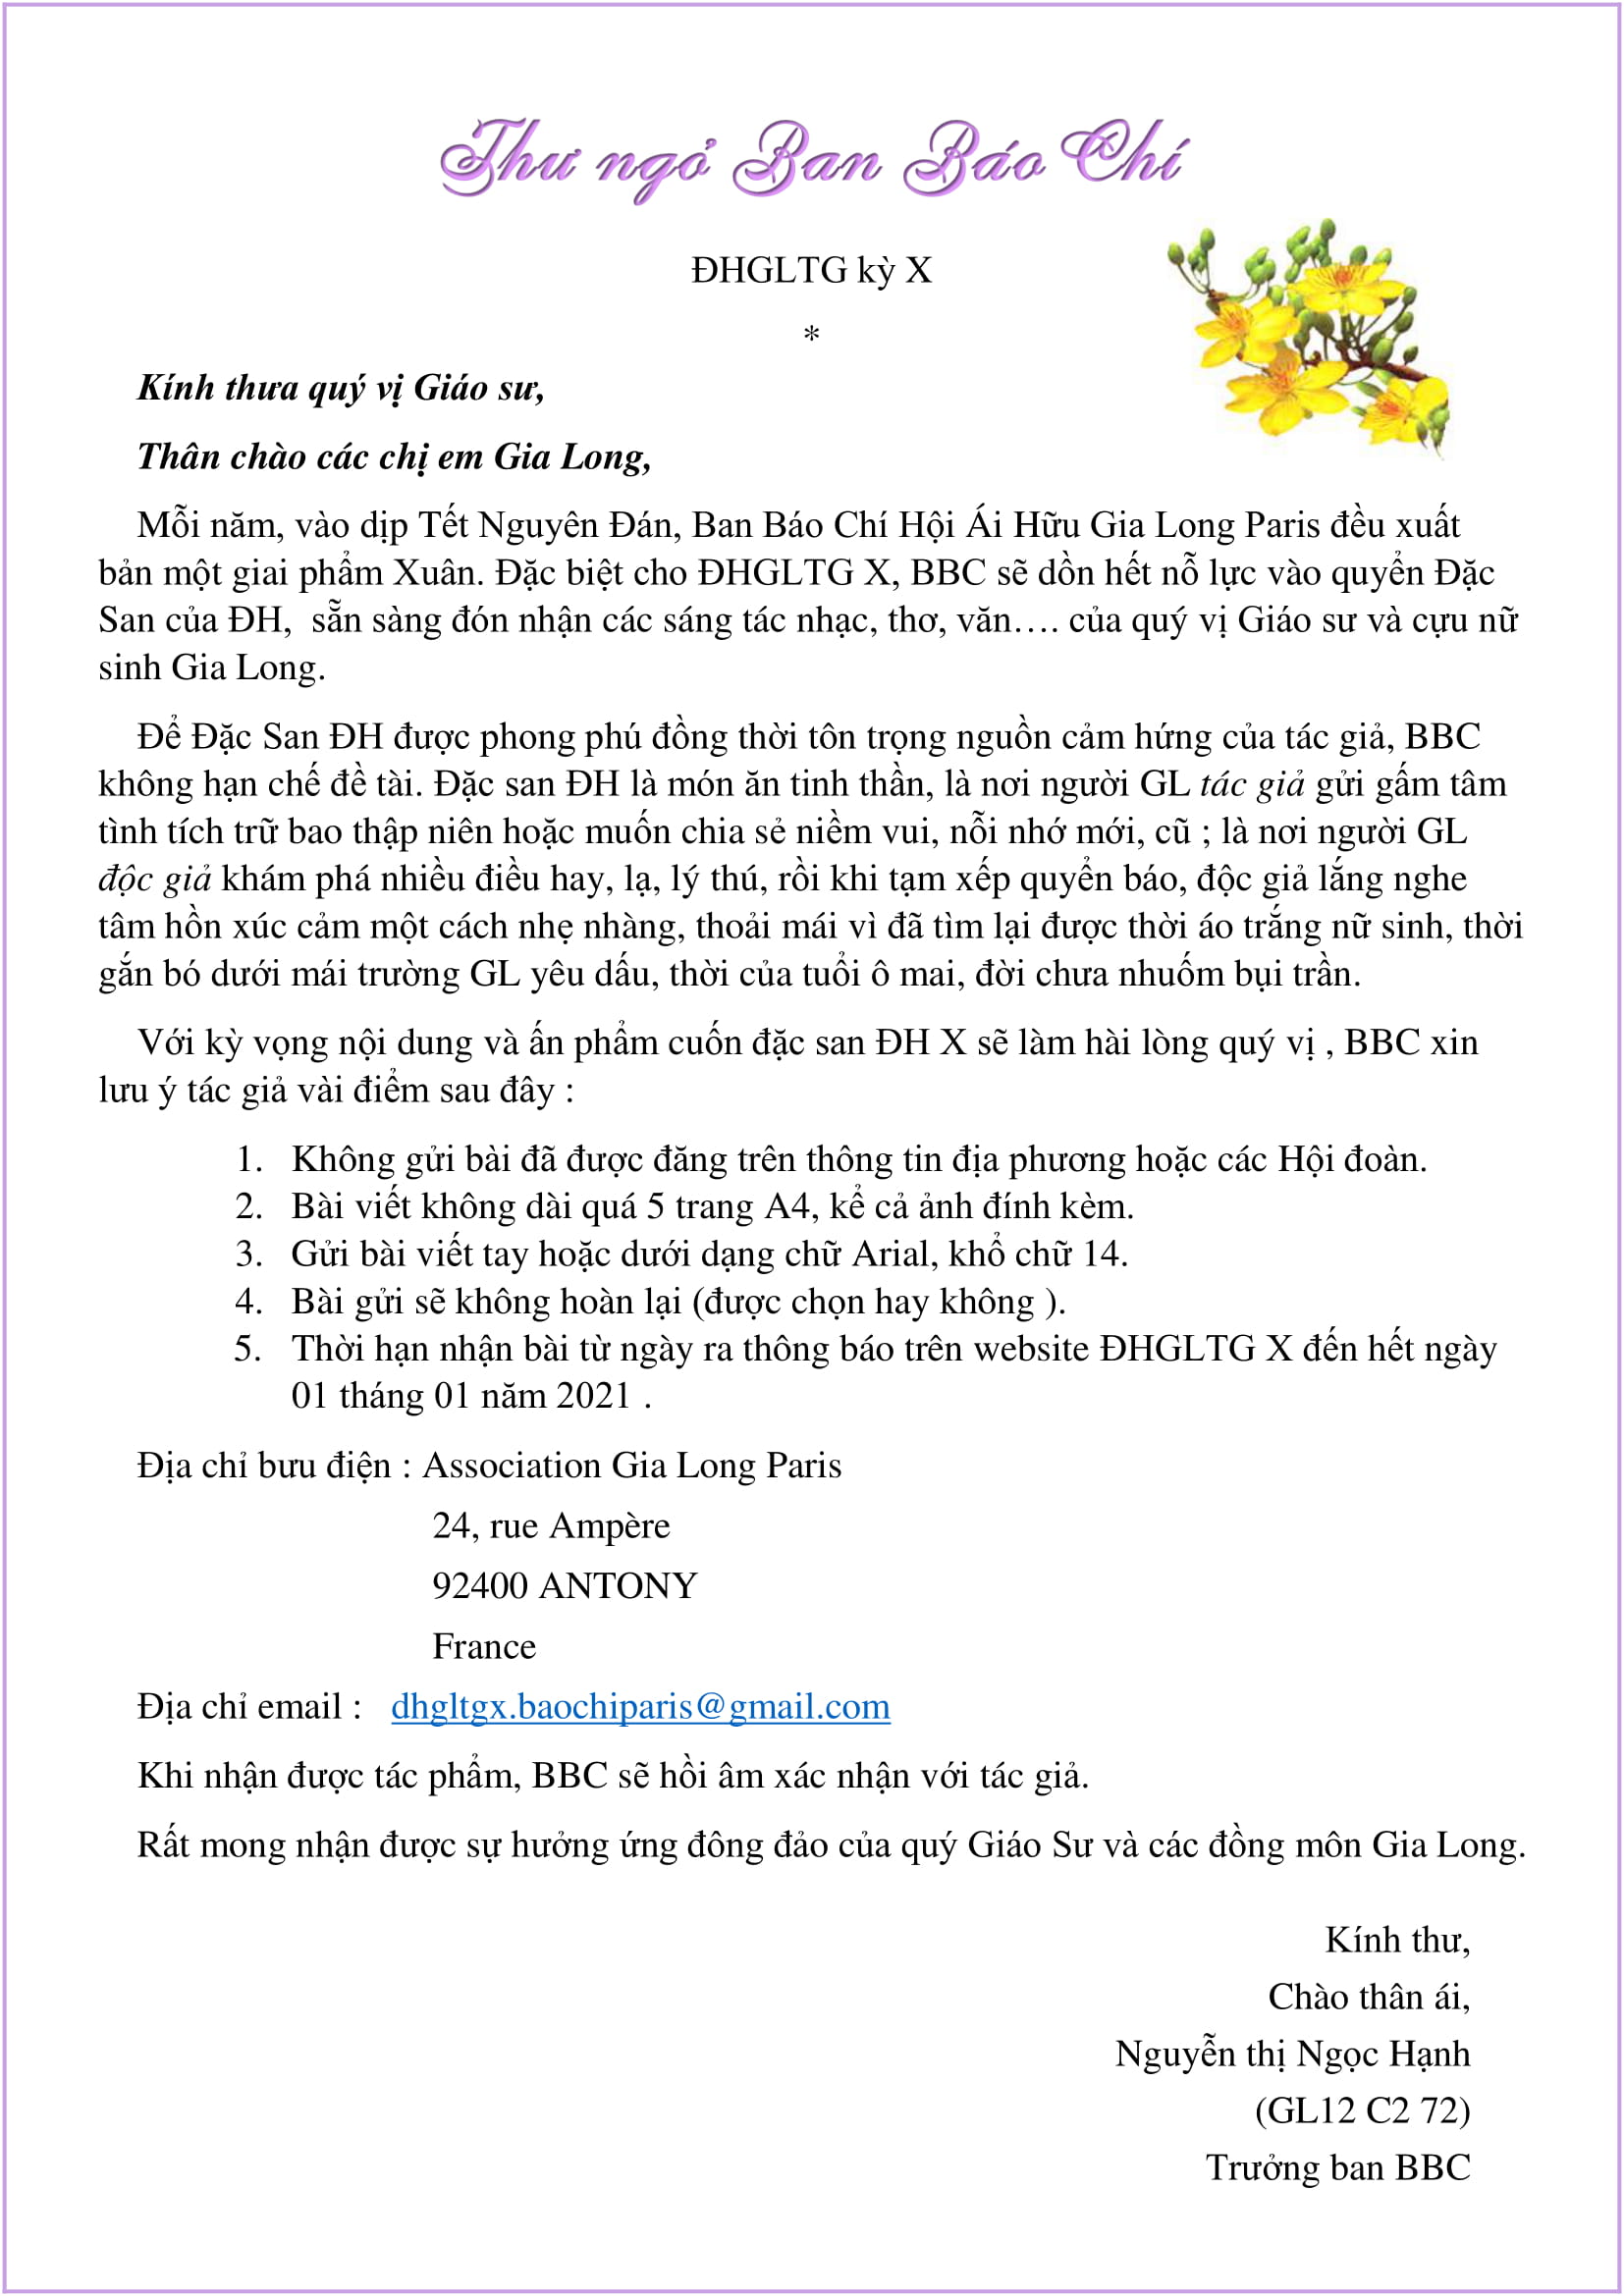 Thư ngỏ Ban Báo Chí
ĐHGLTG kỳ X
*
Kính thưa quý vị Giáo sư,
Thân chào các chị em Gia Long,
Mỗi năm, vào dịp Tết Nguyên Đán, Ban Báo Chí Hội Ái Hữu Gia Long Paris đều xuất
bản một giai phẩm Xuân. Đặc biệt cho ĐHGLTG X, BBC sẽ dồn hết nỗ lực vào quyển Đặc
San của ĐH,  sẵn sàng đón nhận các sáng tác nhạc, thơ, văn…. của quý vị Giáo sư và cựu nữ
sinh Gia Long.
Để Đặc San ĐH được phong phú đồng thời tôn trọng nguồn cảm hứng của tác giả, BBC
không hạn chế đề tài. Đặc san ĐH là món ăn tinh thần, là nơi người GL tác giả gửi gấm tâm
tình tích trữ bao thập niên hoặc muốn chia sẻ niềm vui, nỗi nhớ mới, cũ ; là nơi người GL
độc giả khám phá nhiều điều hay, lạ, lý thú, rồi khi tạm xếp quyển báo, độc giả lắng nghe
tâm hồn xúc cảm một cách nhẹ nhàng, thoải mái vì đã tìm lại được thời áo trắng nữ sinh, thời
gắn bó dưới mái trường GL yêu dấu, thời của tuổi ô mai, đời chưa nhuốm bụi trần.
Với kỳ vọng nội dung và ấn phẩm cuốn đặc san ĐH X sẽ làm hài lòng quý vị , BBC xin
lưu ý tác giả vài điểm sau đây :
1. Không gửi bài đã được đăng trên thông tin địa phương hoặc các Hội đoàn.
2. Bài viết không dài quá 5 trang A4, kể cả ảnh đính kèm.
3. Gửi bài viết tay hoặc dưới dạng chữ Arial, khổ chữ 14.
4. Bài gửi sẽ không hoàn lại (được chọn hay không ).
5. Thời hạn nhận bài từ ngày ra thông báo trên website ĐHGLTG X đến hết ngày
01 tháng 01 năm 2021 .
Địa chỉ bưu điện : Association Gia Long Paris
24, rue Ampère
92400 ANTONY
France
Địa chỉ email :   dhgltgx.baochiparis@gmail.com
Khi nhận được tác phẩm, BBC sẽ hồi âm xác nhận với tác giả.
Rất mong nhận được sự hưởng ứng đông đảo của quý Giáo Sư và các đồng môn Gia Long.
Kính thư,
Chào thân ái,
Nguyễn thị Ngọc Hạnh
(GL12 C2 72)
Trưởng ban BBC